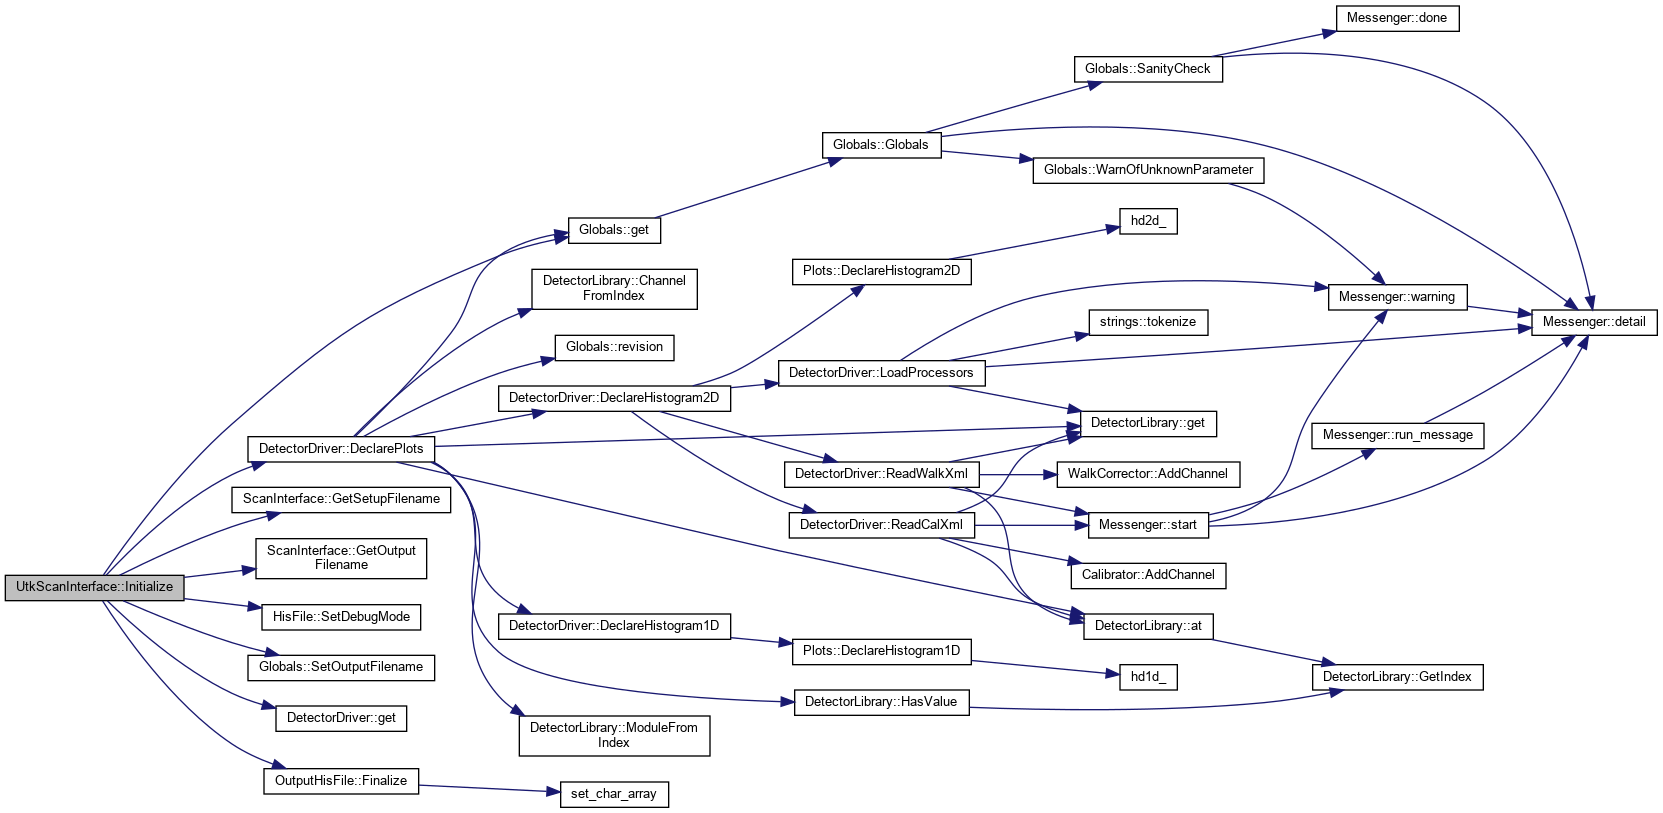 Messenger::done
Globals::SanityCheck
Globals::Globals
Globals::WarnOfUnknownParameter
hd2d_
Globals::get
Plots::DeclareHistogram2D
DetectorLibrary::Channel
FromIndex
Messenger::warning
strings::tokenize
Messenger::detail
Globals::revision
DetectorDriver::LoadProcessors
DetectorDriver::DeclareHistogram2D
DetectorLibrary::get
Messenger::run_message
DetectorDriver::DeclarePlots
DetectorDriver::ReadWalkXml
WalkCorrector::AddChannel
ScanInterface::GetSetupFilename
DetectorDriver::ReadCalXml
Messenger::start
ScanInterface::GetOutput
Filename
Calibrator::AddChannel
UtkScanInterface::Initialize
HisFile::SetDebugMode
DetectorDriver::DeclareHistogram1D
DetectorLibrary::at
Plots::DeclareHistogram1D
Globals::SetOutputFilename
hd1d_
DetectorLibrary::GetIndex
DetectorLibrary::HasValue
DetectorDriver::get
DetectorLibrary::ModuleFrom
Index
OutputHisFile::Finalize
set_char_array